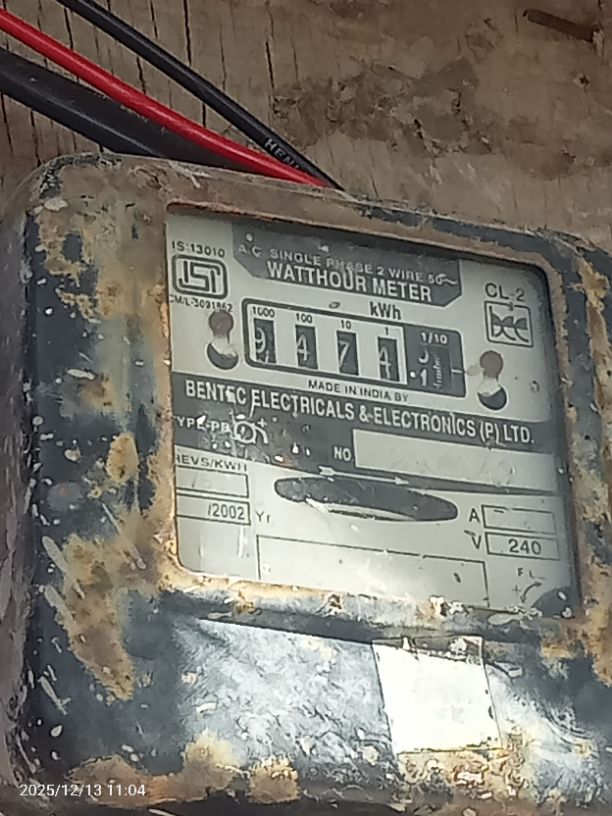 HEN
IS:13010
A.C. SINGLE PHASE 2 WIRE 50~
WATTHOUR METER
CL-2
CM/L-3091862
kWh
1000 100 10 1 1/10
9 4 7 4
MADE IN INDIA BY
BENTEC ELECTRICALS & ELECTRONICS (P) LTD.
NO
REVS/KWH
/2002 Yr
A
V 240
2025/12/13 11:04